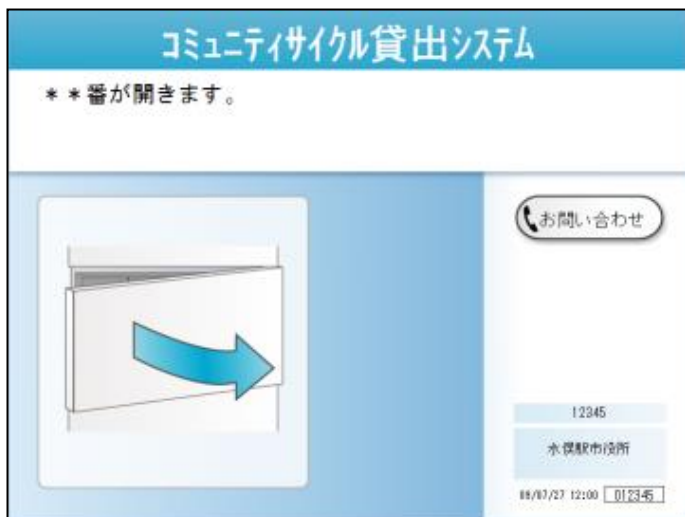 コミュニティサイクル貸出システム
＊＊番が開きます。
お問い合わせ
12345
水俣駅市役所
08/07/27 12:00 012345